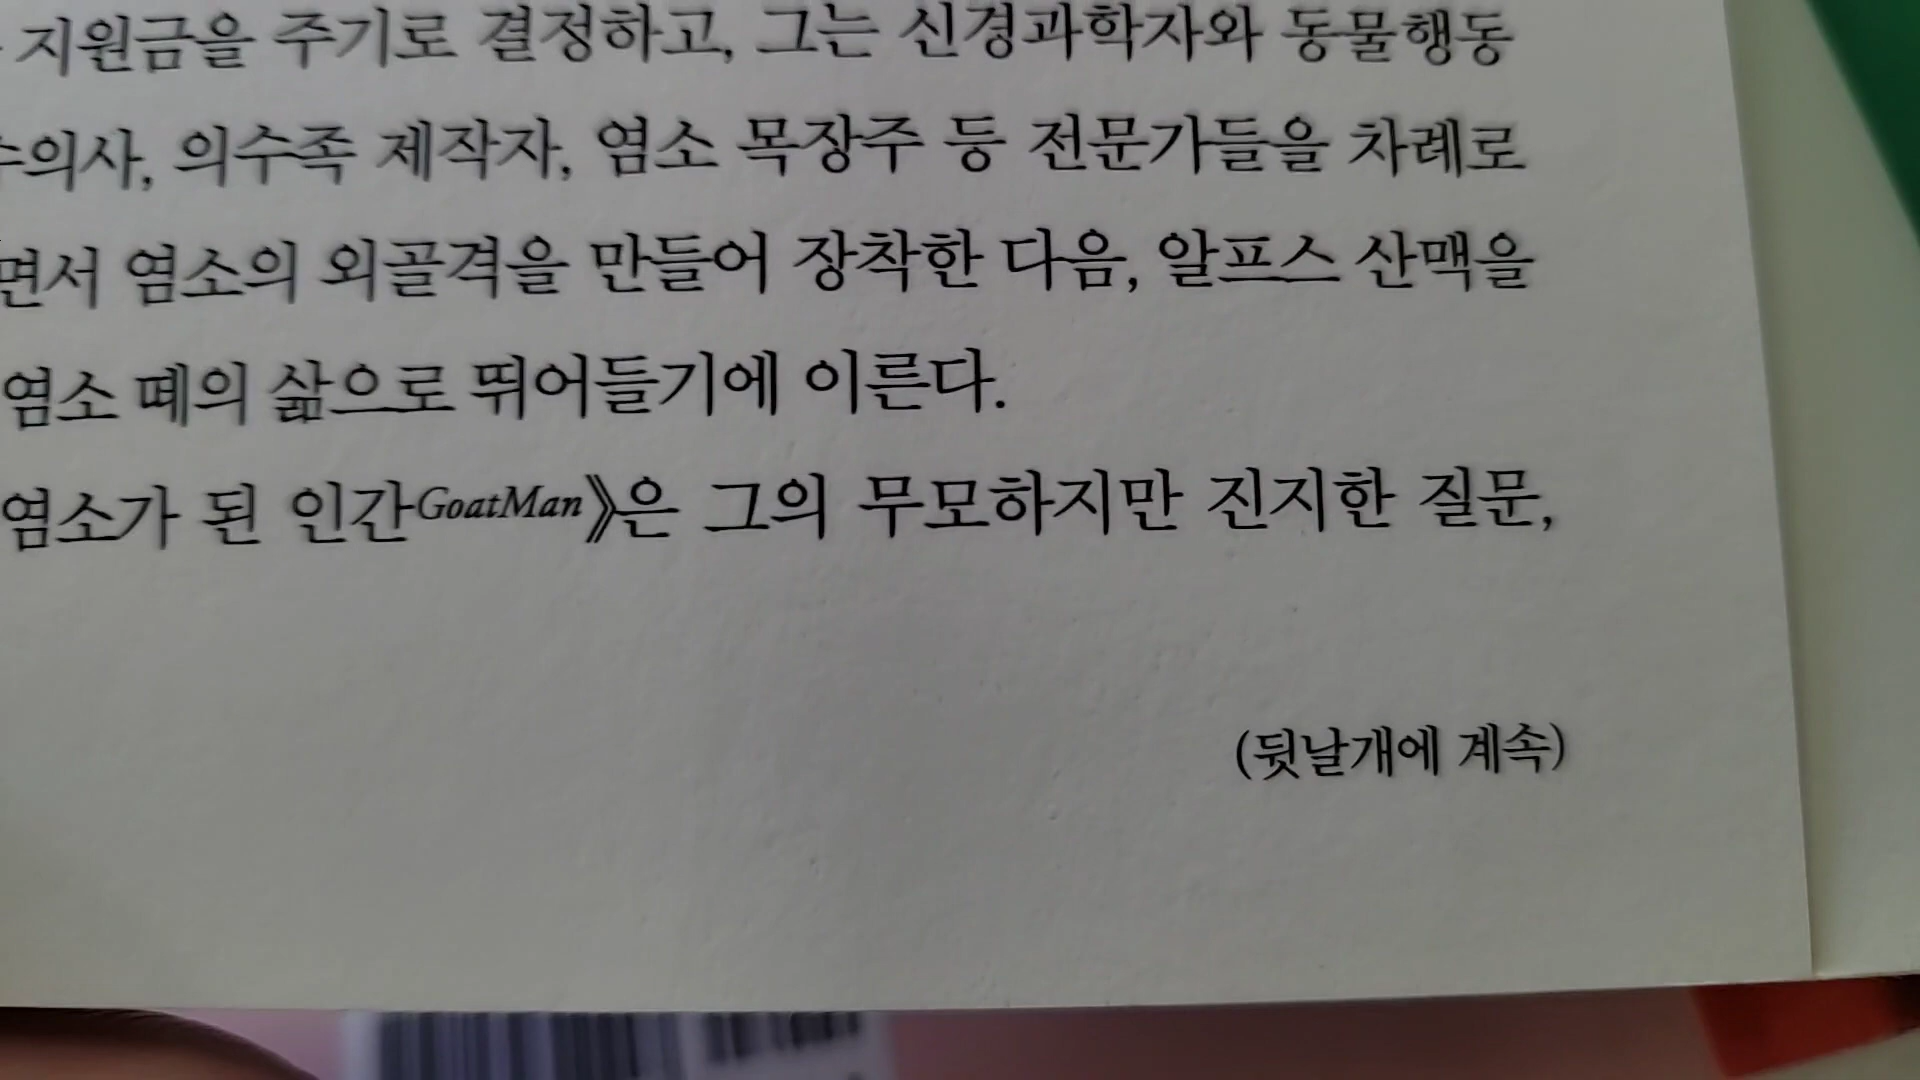 지원금을 주기로 결정하고, 그는 신경과학자와 동물행동
수의사, 의수족 제작자, 염소 목장주 등 전문가들을 차례로
면서 염소의 외골격을 만들어 장착한 다음, 알프스 산맥을
염소 떼의 삶으로 뛰어들기에 이른다.
염소가 된 인간GoatMan》은 그의 무모하지만 진지한 질문,
(뒷날개에 계속)